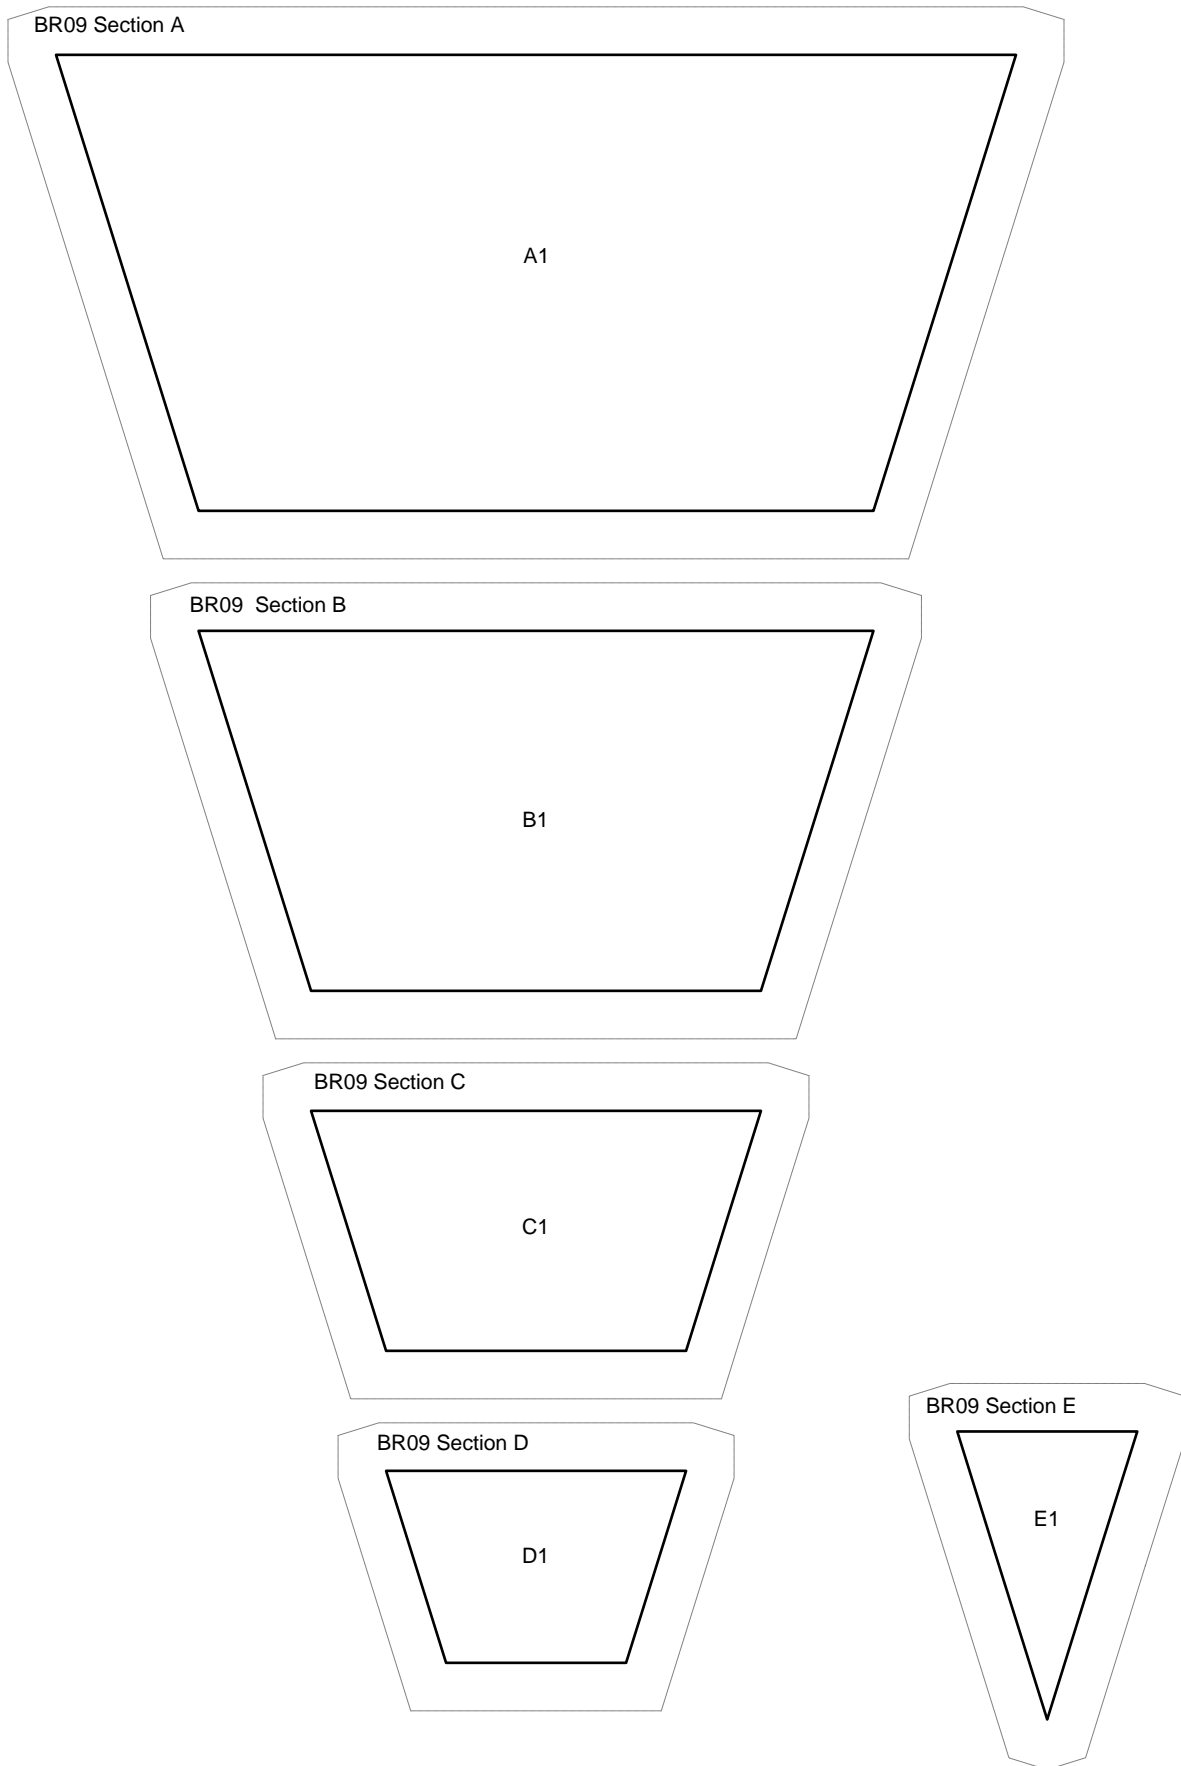 BR09 Section A
A1
BR09  Section B
B1
BR09 Section C
C1
BR09 Section D
D1
BR09 Section E
E1